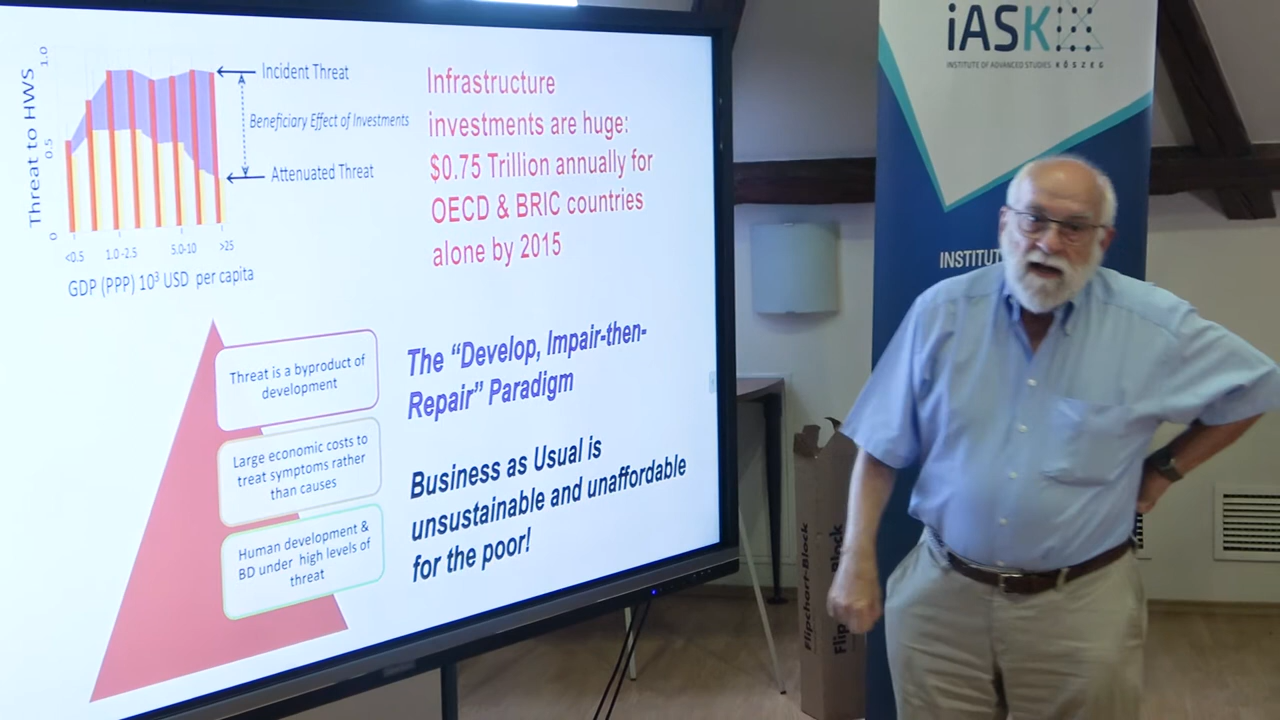 Threat to HWS
1.0
0.5
0
<0.5
1.0-2.5
5.0-10
>25
GDP (PPP) 10³ USD per capita
Incident Threat
Beneficiary Effect of Investments
Attenuated Threat
Infrastructure
investments are huge:
$0.75 Trillion annually for
OECD & BRIC countries
alone by 2015
Threat is a byproduct of
development
Large economic costs to
treat symptoms rather
than causes
Human development &
BD under high levels of
threat
The “Develop, Impair-then-
Repair” Paradigm
Business as Usual is
unsustainable and unaffordable
for the poor!
iASK
INSTITUTE OF ADVANCED STUDIES KŐSZEG
INSTITUT
Flipchart-Block
Flip
Block